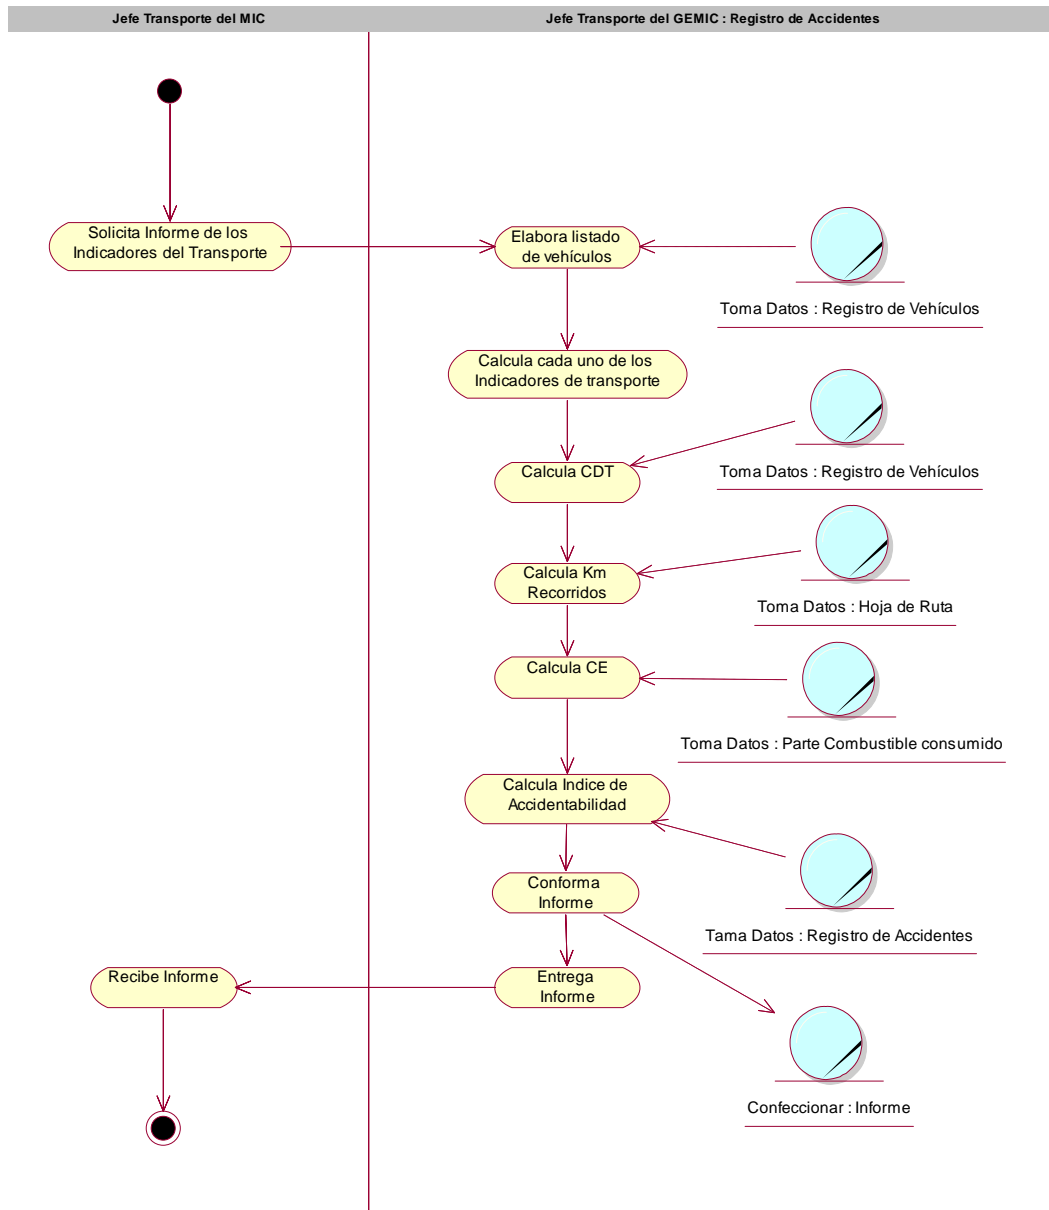 Jefe Transporte del MIC
Jefe Transporte del GEMIC : Registro de Accidentes
Solicita Informe de los
Indicadores del Transporte
Elabora listado
de vehículos
Toma Datos : Registro de Vehículos
Calcula cada uno de los
Indicadores de transporte
Calcula CDT
Toma Datos : Registro de Vehículos
Calcula Km
Recorridos
Toma Datos : Hoja de Ruta
Calcula CE
Toma Datos : Parte Combustible consumido
Calcula Indice de
Accidentabilidad
Conforma
Informe
Tama Datos : Registro de Accidentes
Recibe Informe
Entrega
Informe
Confeccionar : Informe